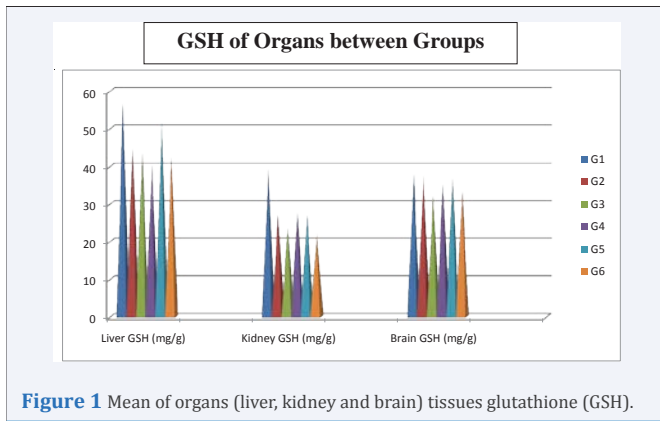 GSH of Organs between Groups
60
50
40
30
20
10
0
Liver GSH (mg/g) Kidney GSH (mg/g) Brain GSH (mg/g)
G1
G2
G3
G4
G5
G6
Figure 1 Mean of organs (liver, kidney and brain) tissues glutathione (GSH).